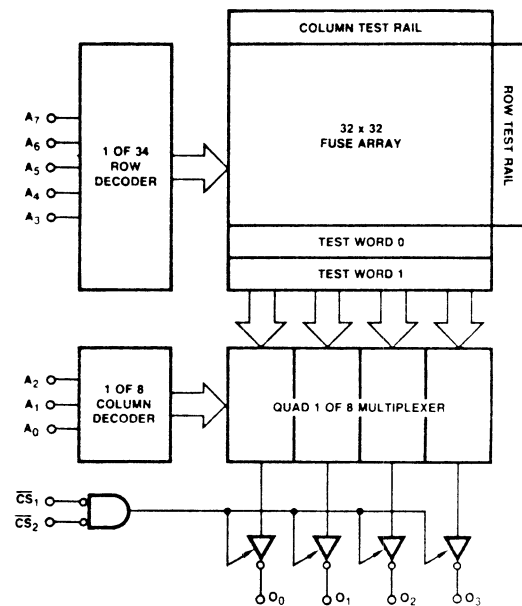 COLUMN TEST RAIL
A7
A6
A5
A4
A3
1 OF 34
ROW
DECODER
32 x 32
FUSE ARRAY
ROW TEST RAIL
TEST WORD 0
TEST WORD 1
A2
A1
A0
1 OF 8
COLUMN
DECODER
QUAD 1 OF 8 MULTIPLEXER
C̅S̅1
C̅S̅2
O0
O1
O2
O3